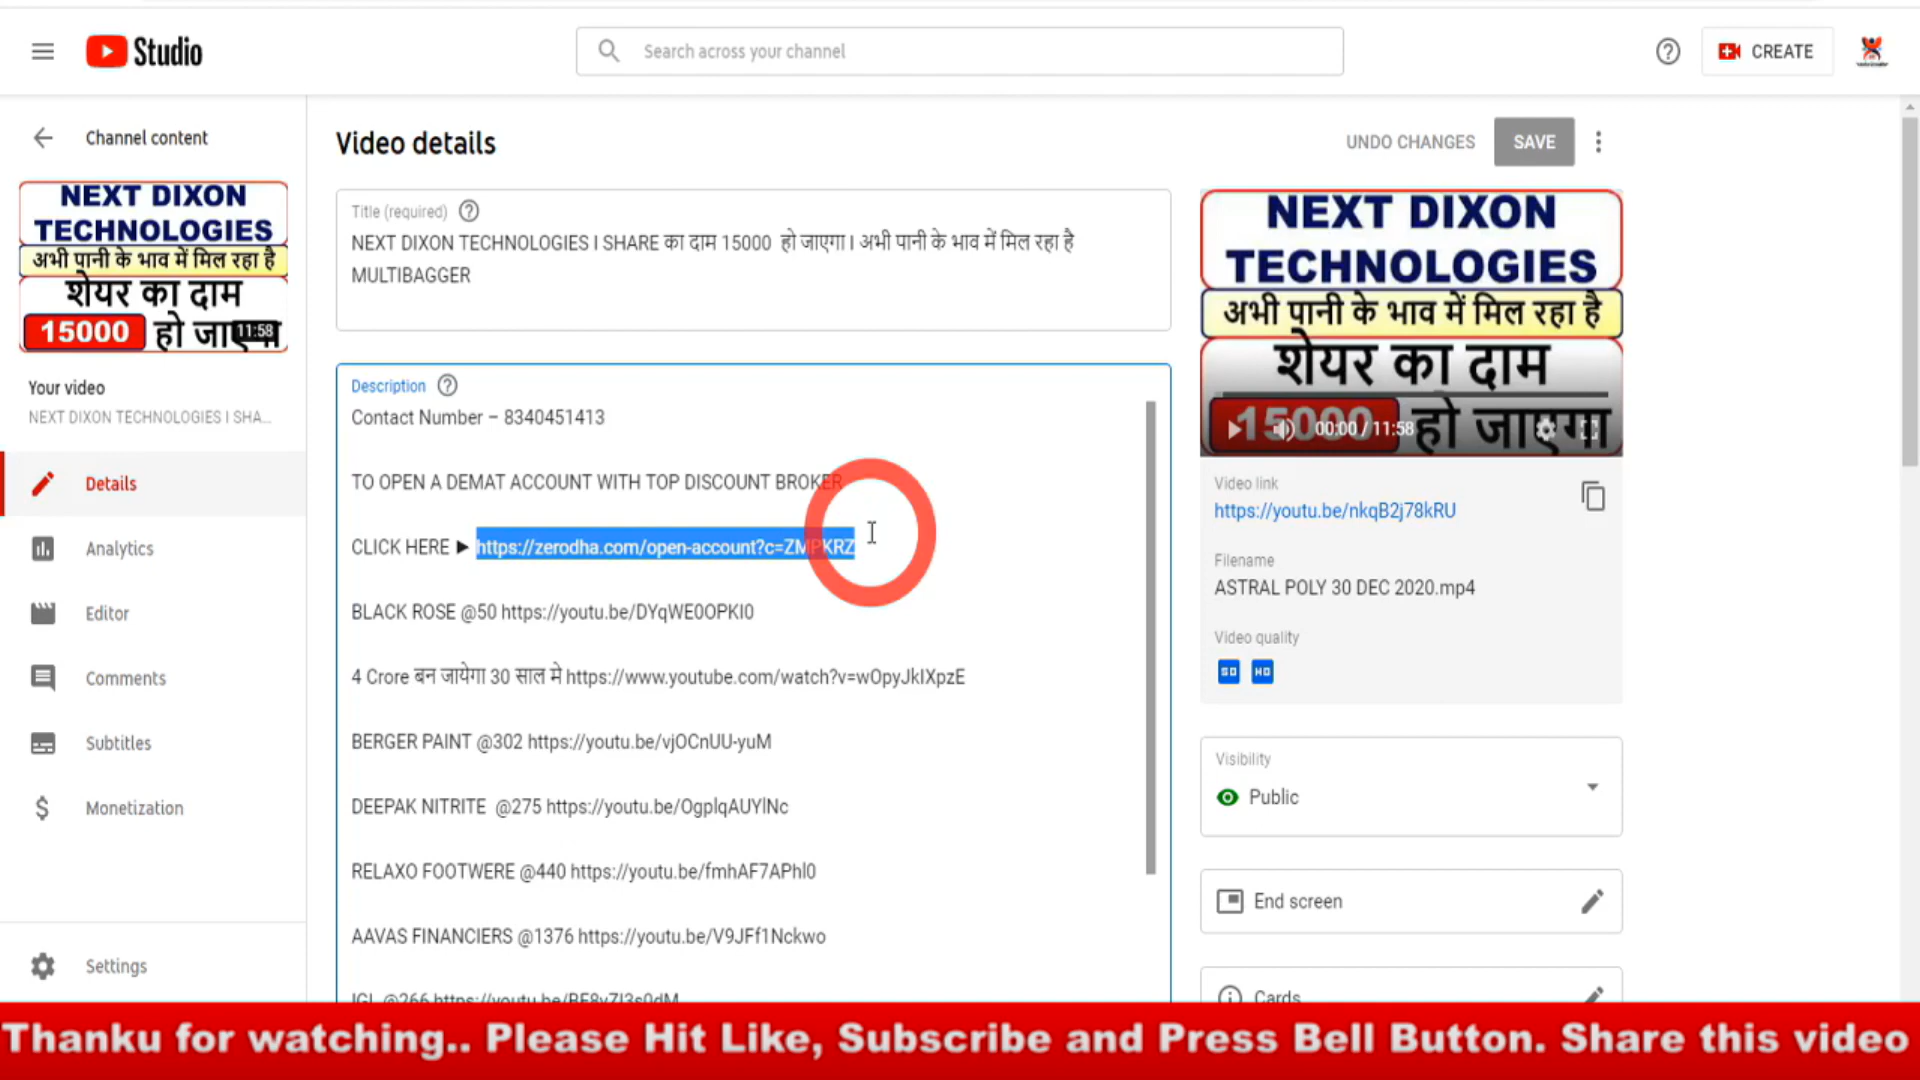 Studio
Search across your channel
CREATE
Channel content
Video details
UNDO CHANGES
SAVE
NEXT DIXON
TECHNOLOGIES
अभी पानी के भाव में मिल रहा है
शेयर का दाम
15000 हो जाएगा
11:58
Your video
NEXT DIXON TECHNOLOGIES I SHA...
Details
Analytics
Editor
Comments
Subtitles
Monetization
Settings
Title (required)
NEXT DIXON TECHNOLOGIES I SHARE का दाम 15000 हो जाएगा I अभी पानी के भाव में मिल रहा है
MULTIBAGGER
Description
Contact Number – 8340451413
TO OPEN A DEMAT ACCOUNT WITH TOP DISCOUNT BROKER
CLICK HERE ► https://zerodha.com/open-account?c=ZMPKRZ
BLACK ROSE @50 https://youtu.be/DYqWE0OPKI0
4 Crore बन जायेगा 30 साल मे https://www.youtube.com/watch?v=wOpyJkIXpzE
BERGER PAINT @302 https://youtu.be/vjOCnUU-yuM
DEEPAK NITRITE @275 https://youtu.be/OgplqAUYlNc
RELAXO FOOTWERE @440 https://youtu.be/fmhAF7APhl0
AAVAS FINANCIERS @1376 https://youtu.be/V9JFf1Nckwo
IGL @266
NEXT DIXON
TECHNOLOGIES
अभी पानी के भाव में मिल रहा है
शेयर का दाम
15000 हो जाएगा
00:00 / 11:58
Video link
https://youtu.be/nkqB2j78kRU
Filename
ASTRAL POLY 30 DEC 2020.mp4
Video quality
SD HD
Visibility
Public
End screen
Cards
Thanku for watching.. Please Hit Like, Subscribe and Press Bell Button. Share this video